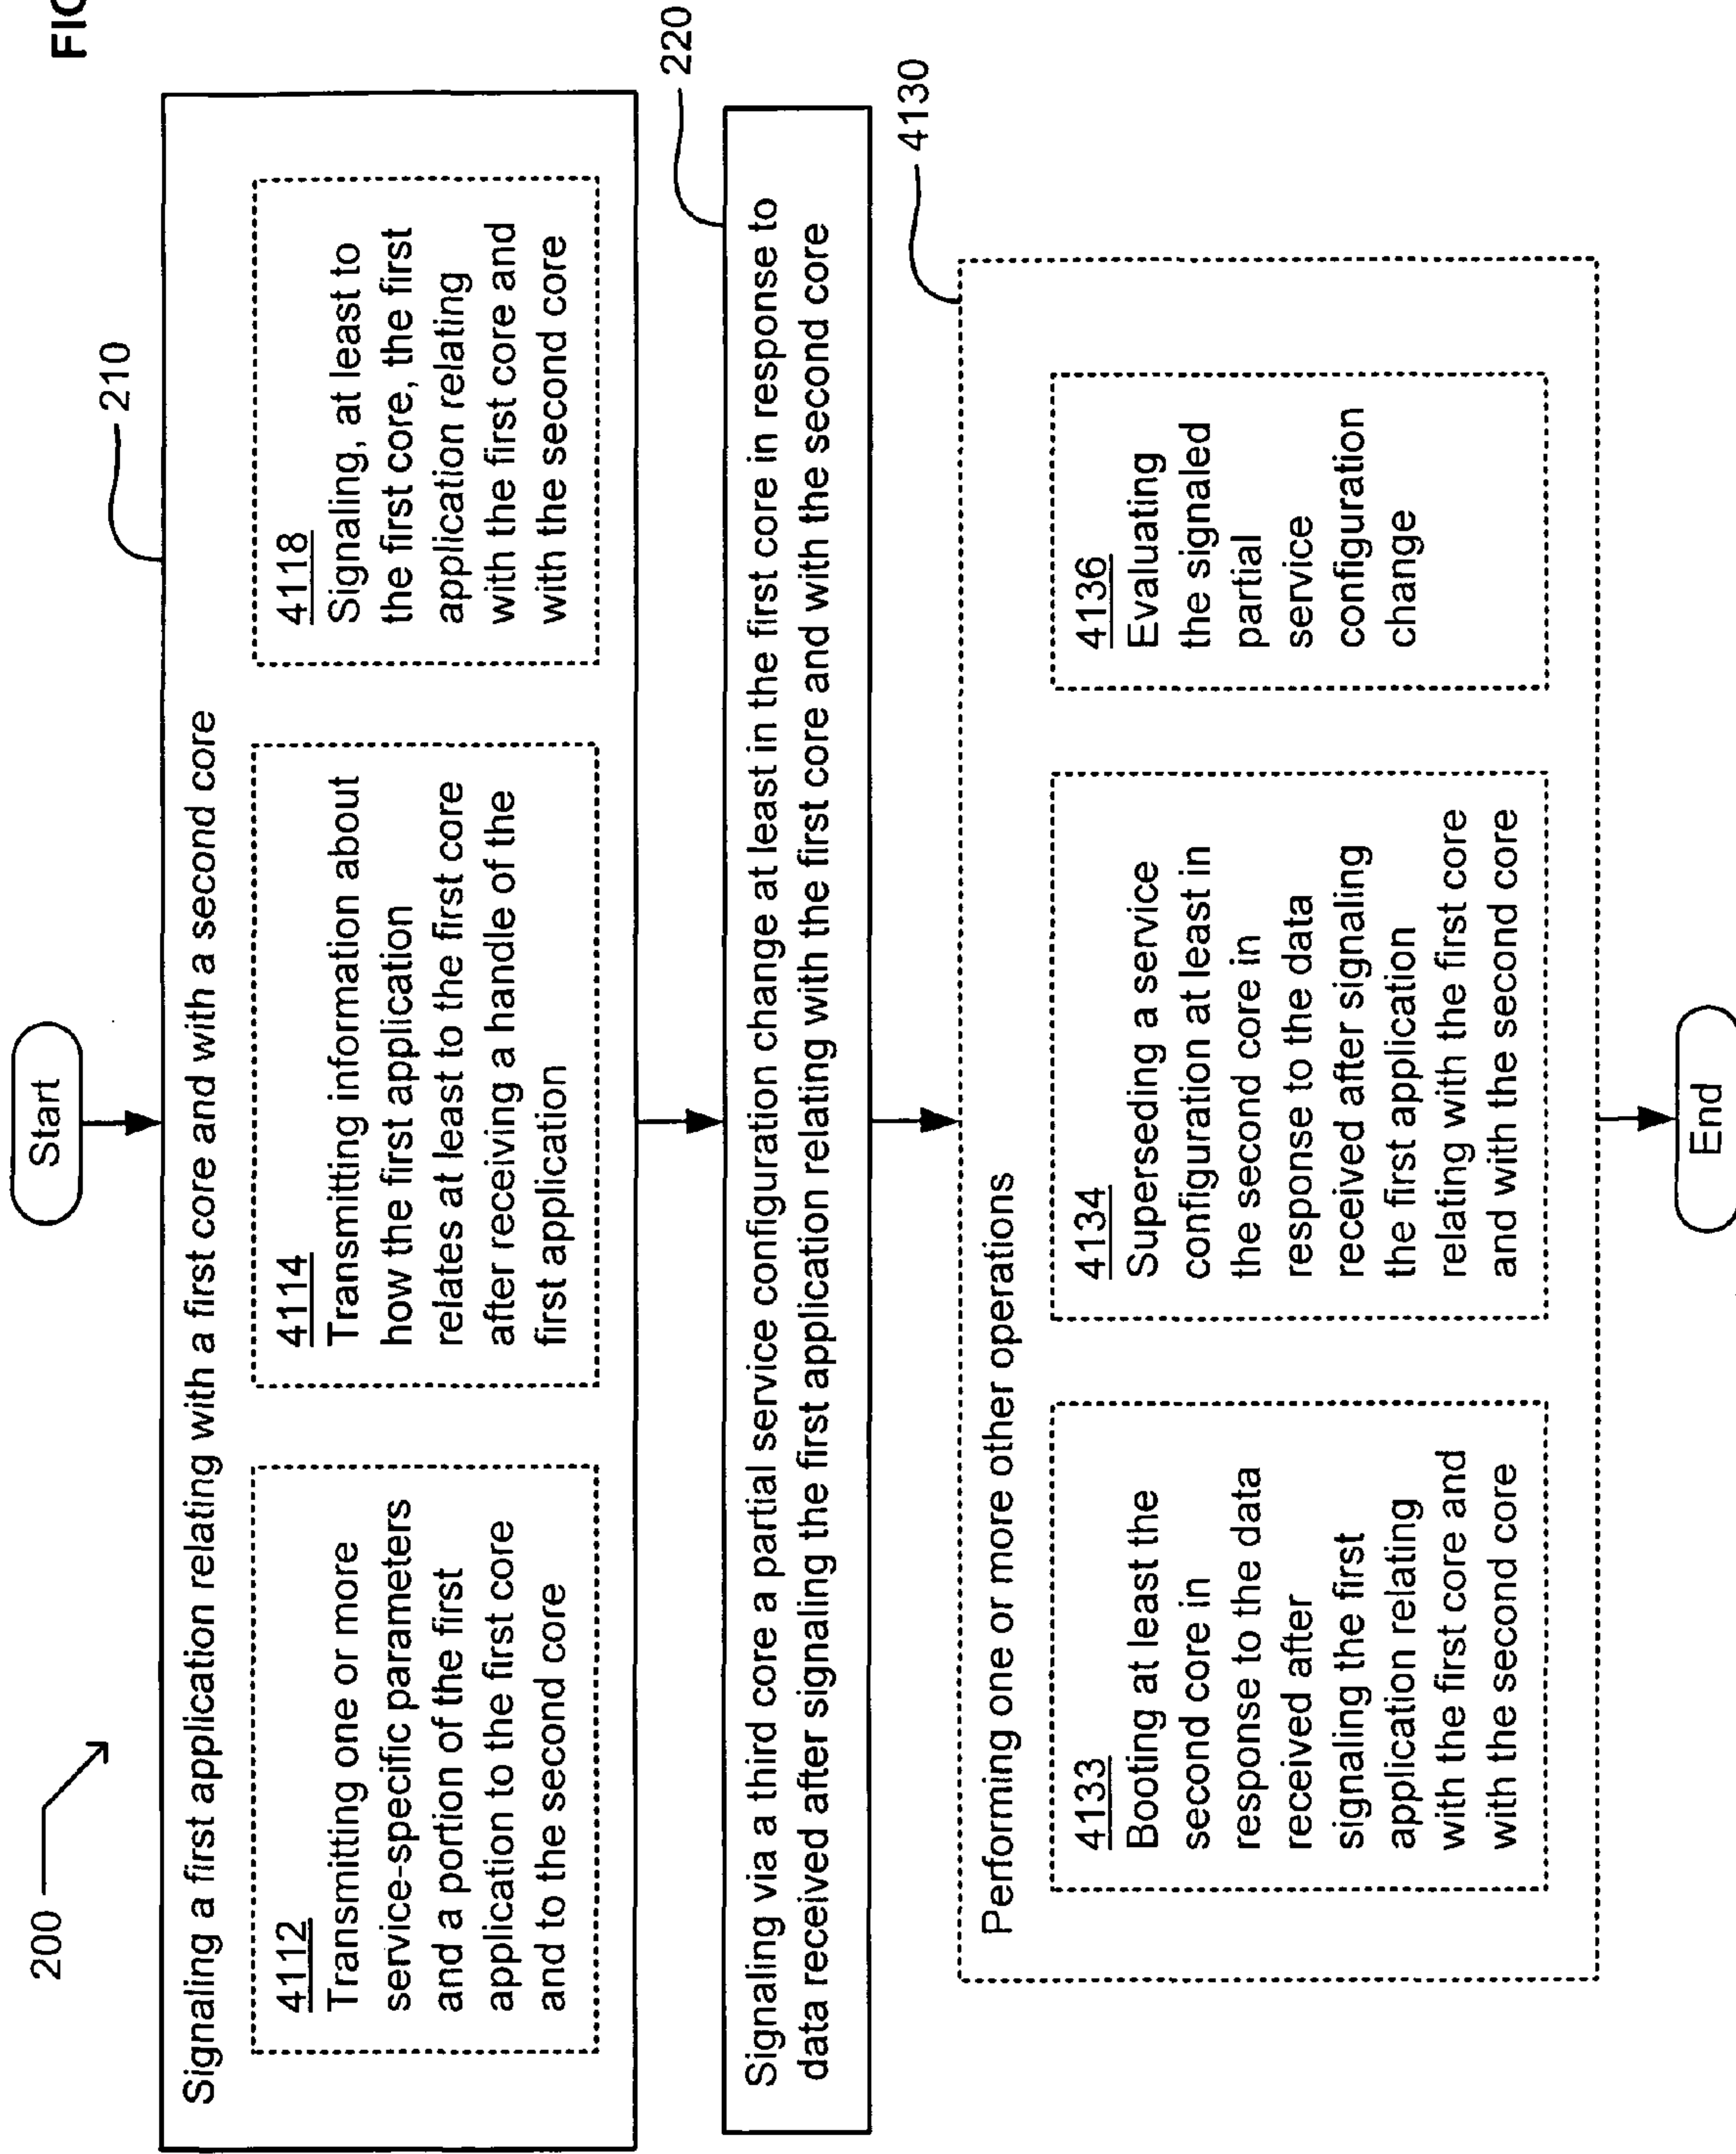 FIG
200
Start
210
Signaling a first application relating with a first core and with a second core
4112
Transmitting one or more
service-specific parameters
and a portion of the first
application to the first core
and to the second core
4114
Transmitting information about
how the first application
relates at least to the first core
after receiving a handle of the
first application
4118
Signaling, at least to
the first core, the first
application relating
with the first core and
with the second core
220
Signaling via a third core a partial service configuration change at least in the first core in response to
data received after signaling the first application relating with the first core and with the second core
4130
Performing one or more other operations
4133
Booting at least the
second core in
response to the data
received after
signaling the first
application relating
with the first core and
with the second core
4134
Superseding a service
configuration at least in
the second core in
response to the data
received after signaling
the first application
relating with the first core
and with the second core
4136
Evaluating
the signaled
partial
service
configuration
change
End